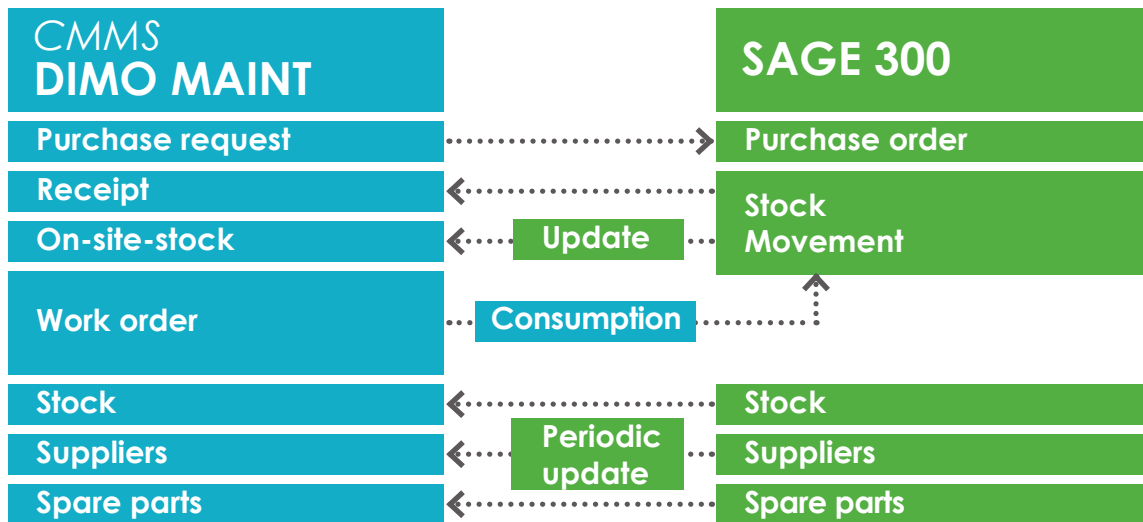 CMMS
DIMO MAINT
SAGE 300
Purchase request
Purchase order
Receipt
Stock
Movement
On-site-stock
Update
Work order
Consumption
Stock
Stock
Suppliers
Periodic
update
Suppliers
Spare parts
Spare parts